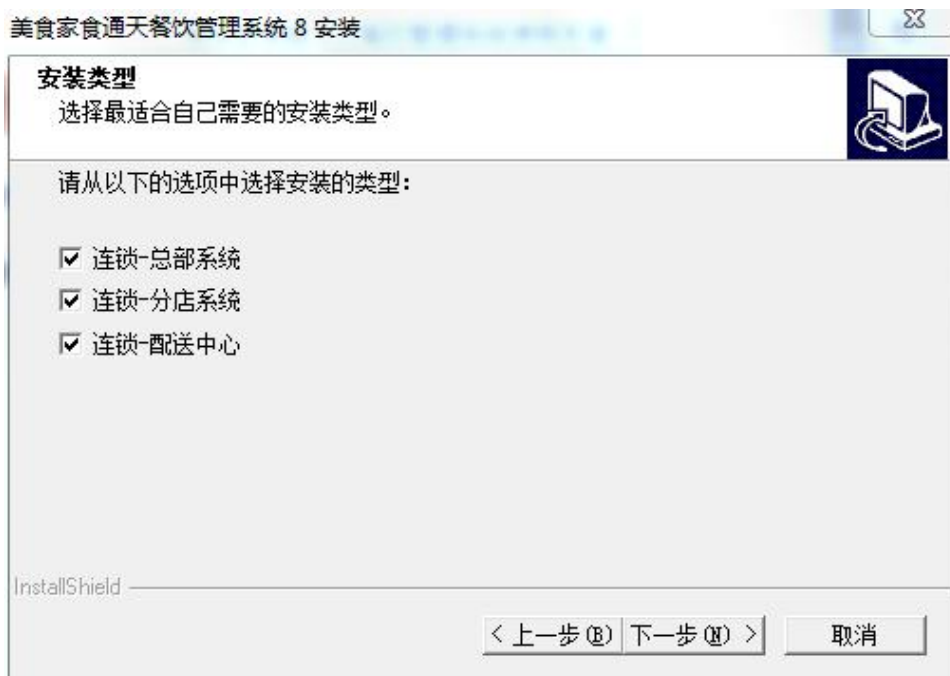 美食家食通天餐饮管理系统 8 安装
安装类型
选择最适合自己需要的安装类型。
请从以下的选项中选择安装的类型：
连锁-总部系统
连锁-分店系统
连锁-配送中心
InstallShield
< 上一步(B) 下一步(N) > 取消